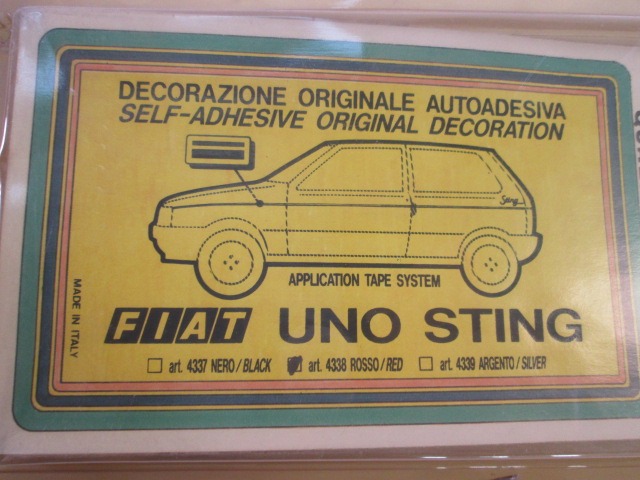 DECORAZIONE ORIGINALE AUTOADESIVA
SELF-ADHESIVE ORIGINAL DECORATION
Sting
APPLICATION TAPE SYSTEM
MADE IN ITALY
FIAT UNO STING
art. 4337 NERO/BLACK art. 4338 ROSSO/RED art. 4339 ARGENTO/SILVER